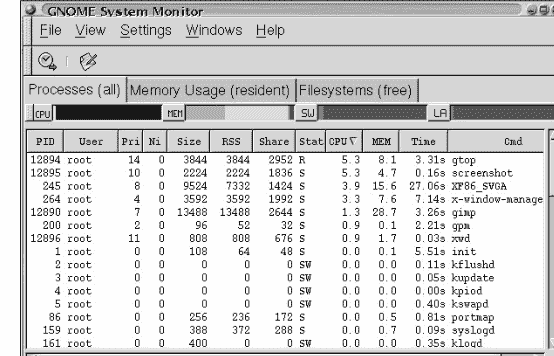 GNOME System Monitor
File View Settings Windows Help
Processes (all) Memory Usage (resident) Filesystems (free)
CPU MEM SW LA
PID User Pri Ni Size RSS Share Stat CPU MEM Time Cmd
12894 root 14 0 3844 3844 2952 R 5.3 8.1 3.31s gtop
12895 root 10 0 2224 2224 1836 S 5.3 4.7 0.16s screenshot
245 root 8 0 9524 7332 1424 S 3.9 15.6 27.06s XF86_SVGA
264 root 4 0 3592 3592 1992 S 3.3 7.6 7.14s x-window-manage
12890 root 7 0 13488 13488 2644 S 1.3 28.7 3.26s gimp
200 root 2 0 96 52 32 S 0.9 0.1 2.21s gpm
12896 root 11 0 808 808 676 S 0.9 1.7 0.03s xwd
1 root 0 0 108 64 48 S 0.0 0.1 5.51s init
2 root 0 0 0 0 0 SW 0.0 0.0 0.11s kflushd
3 root 0 0 0 0 0 SW 0.0 0.0 0.05s kupdate
4 root 0 0 0 0 0 SW 0.0 0.0 0.00s kpiod
5 root 0 0 0 0 0 SW 0.0 0.0 0.40s kswapd
86 root 0 0 256 236 172 S 0.0 0.5 0.81s portmap
159 root 0 0 388 372 288 S 0.0 0.7 0.09s syslogd
161 root 0 0 400 0 0 SW 0.0 0.0 0.35s klogd